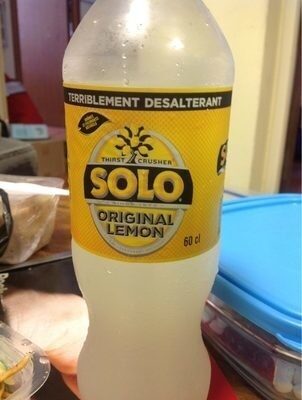 TERRIBLEMENT DESALTERANT
THIRST CRUSHER
SOLO
ORIGINAL
LEMON
60 cl